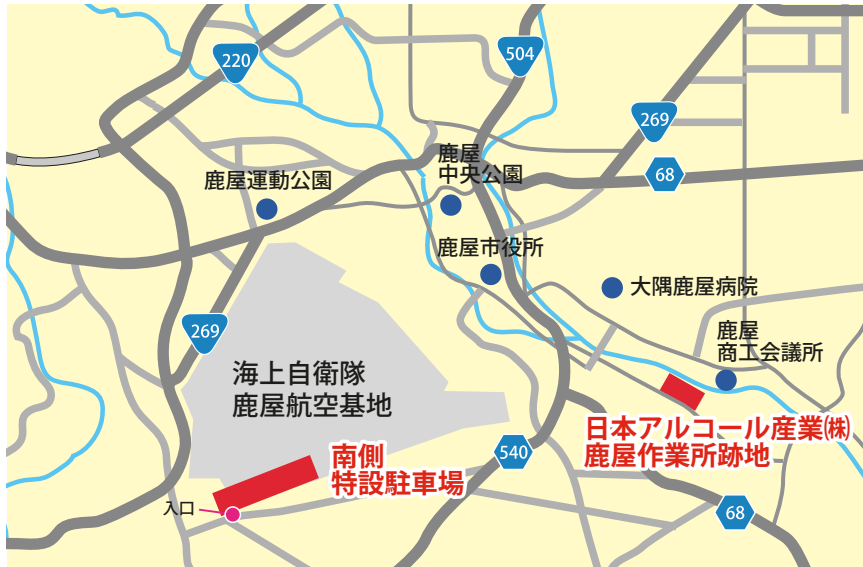 220
504
269
鹿屋
中央公園
68
鹿屋運動公園
鹿屋市役所
大隅鹿屋病院
269
鹿屋
商工会議所
海上自衛隊
鹿屋航空基地
日本アルコール産業㈱
鹿屋作業所跡地
南側
特設駐車場
540
入口
68